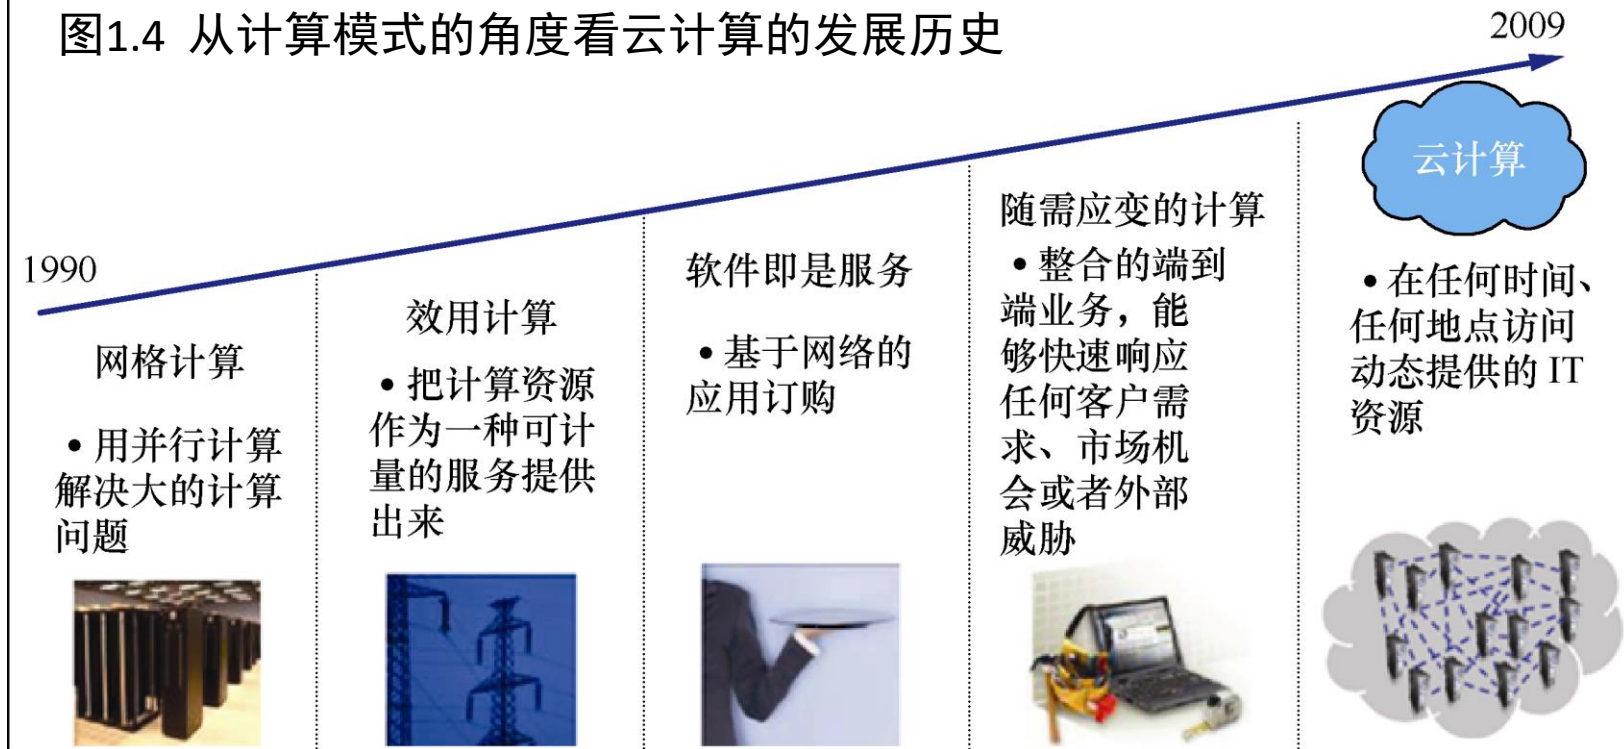 图1.4 从计算模式的角度看云计算的发展历史
2009
1990
网格计算
• 用并行计算
解决大的计算
问题
效用计算
• 把计算资源
作为一种可计
量的服务提供
出来
软件即是服务
• 基于网络的
应用订购
随需应变的计算
• 整合的端到
端业务，能
够快速响应
任何客户需
求、市场机
会或者外部
威胁
云计算
• 在任何时间、
任何地点访问
动态提供的 IT
资源